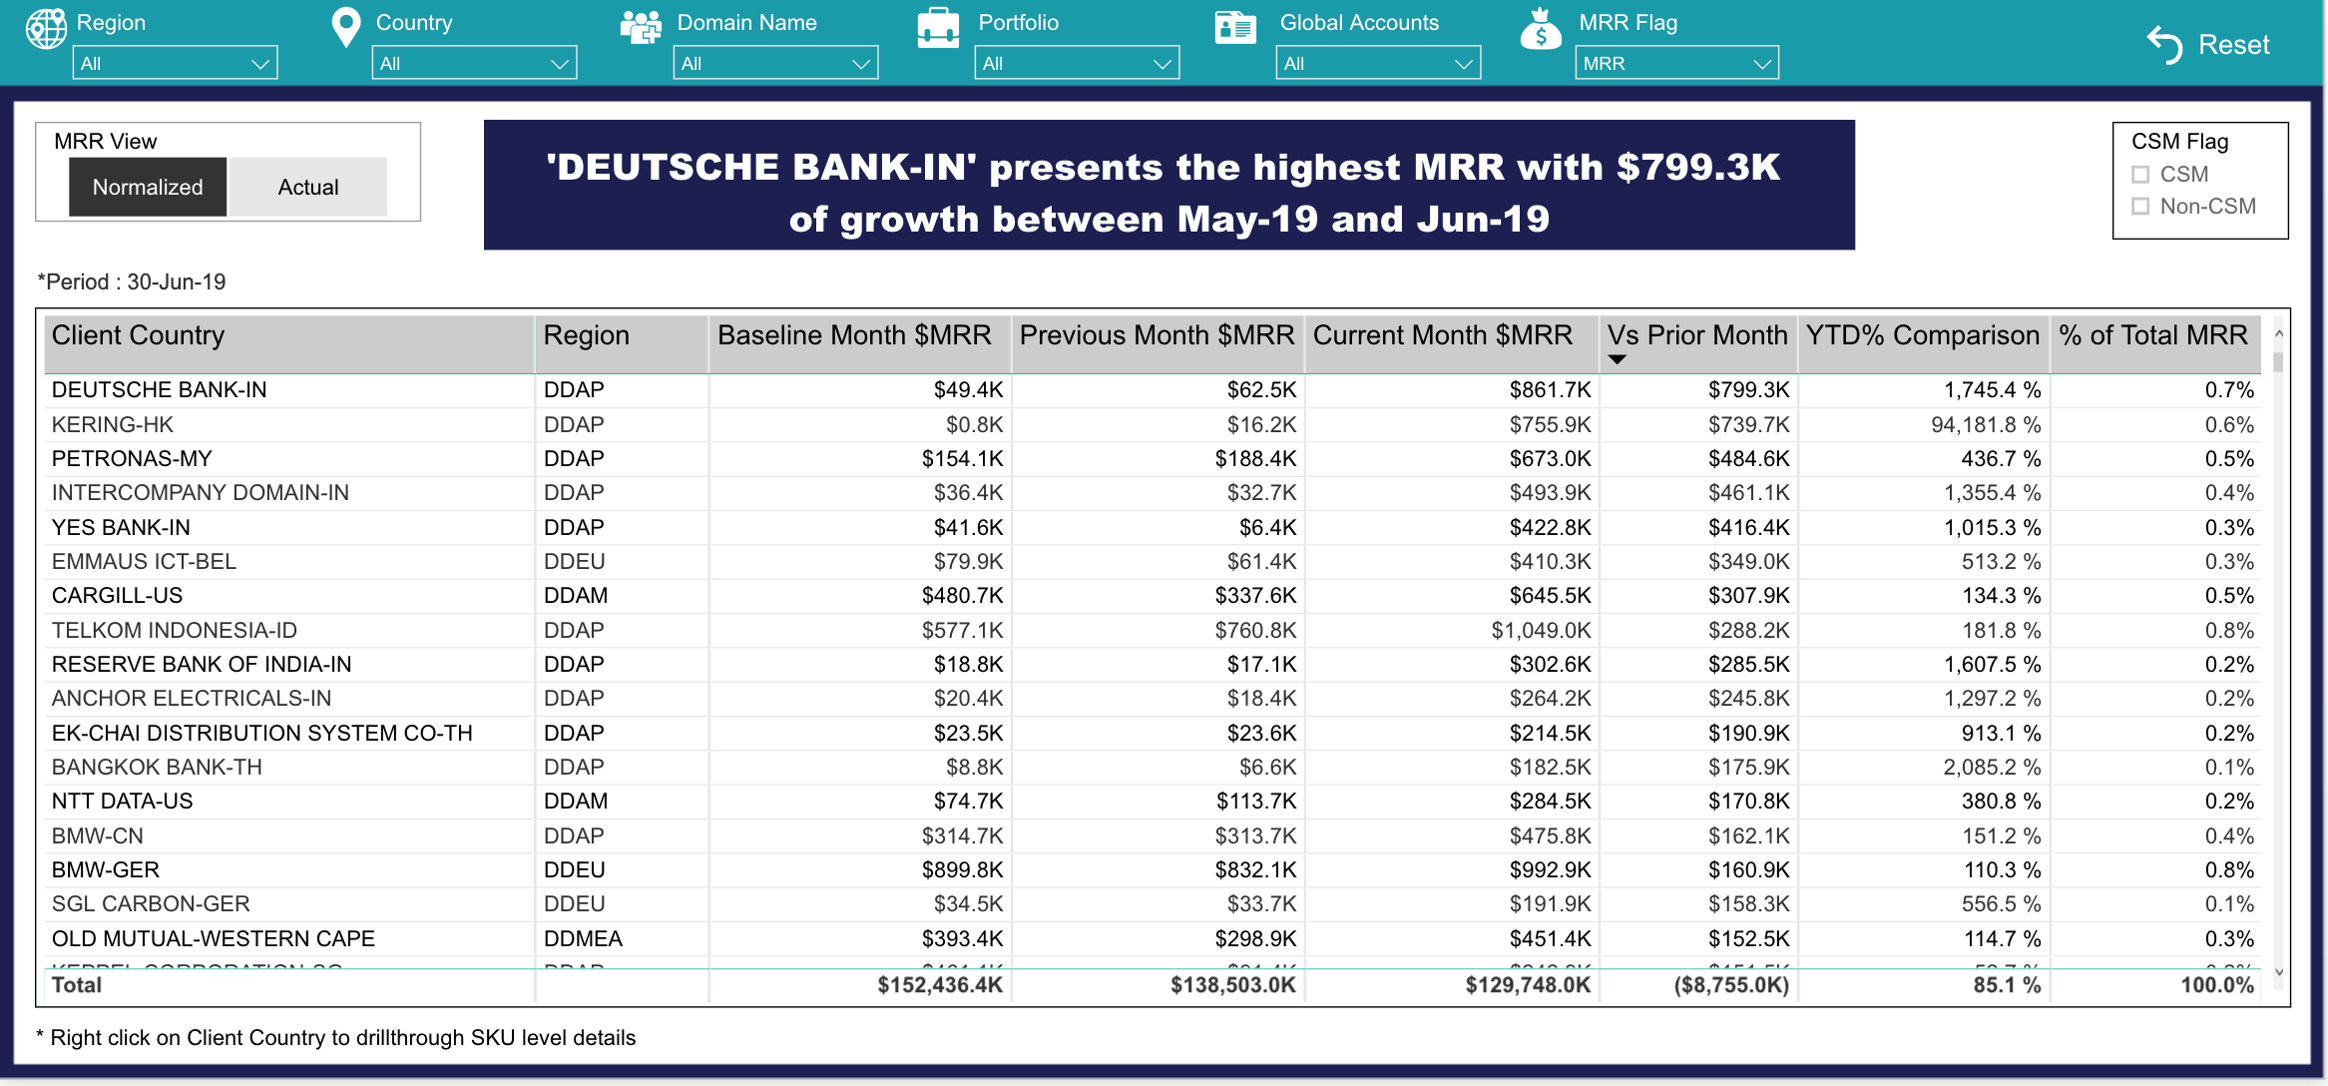 Region Country Domain Name Portfolio Global Accounts MRR Flag
All All All All All MRR Reset
MRR View
Normalized Actual
'DEUTSCHE BANK-IN' presents the highest MRR with $799.3K
of growth between May-19 and Jun-19
CSM Flag
CSM
Non-CSM
*Period : 30-Jun-19
Client Country Region Baseline Month $MRR Previous Month $MRR Current Month $MRR Vs Prior Month YTD% Comparison % of Total MRR
DEUTSCHE BANK-IN DDAP $49.4K $62.5K $861.7K $799.3K 1,745.4 % 0.7%
KERING-HK DDAP $0.8K $16.2K $755.9K $739.7K 94,181.8 % 0.6%
PETRONAS-MY DDAP $154.1K $188.4K $673.0K $484.6K 436.7 % 0.5%
INTERCOMPANY DOMAIN-IN DDAP $36.4K $32.7K $493.9K $461.1K 1,355.4 % 0.4%
YES BANK-IN DDAP $41.6K $6.4K $422.8K $416.4K 1,015.3 % 0.3%
EMMAUS ICT-BEL DDEU $79.9K $61.4K $410.3K $349.0K 513.2 % 0.3%
CARGILL-US DDAM $480.7K $337.6K $645.5K $307.9K 134.3 % 0.5%
TELKOM INDONESIA-ID DDAP $577.1K $760.8K $1,049.0K $288.2K 181.8 % 0.8%
RESERVE BANK OF INDIA-IN DDAP $18.8K $17.1K $302.6K $285.5K 1,607.5 % 0.2%
ANCHOR ELECTRICALS-IN DDAP $20.4K $18.4K $264.2K $245.8K 1,297.2 % 0.2%
EK-CHAI DISTRIBUTION SYSTEM CO-TH DDAP $23.5K $23.6K $214.5K $190.9K 913.1 % 0.2%
BANGKOK BANK-TH DDAP $8.8K $6.6K $182.5K $175.9K 2,085.2 % 0.1%
NTT DATA-US DDAM $74.7K $113.7K $284.5K $170.8K 380.8 % 0.2%
BMW-CN DDAP $314.7K $313.7K $475.8K $162.1K 151.2 % 0.4%
BMW-GER DDEU $899.8K $832.1K $992.9K $160.9K 110.3 % 0.8%
SGL CARBON-GER DDEU $34.5K $33.7K $191.9K $158.3K 556.5 % 0.1%
OLD MUTUAL-WESTERN CAPE DDMEA $393.4K $298.9K $451.4K $152.5K 114.7 % 0.3%
Total $152,436.4K $138,503.0K $129,748.0K ($8,755.0K) 85.1 % 100.0%
* Right click on Client Country to drillthrough SKU level details